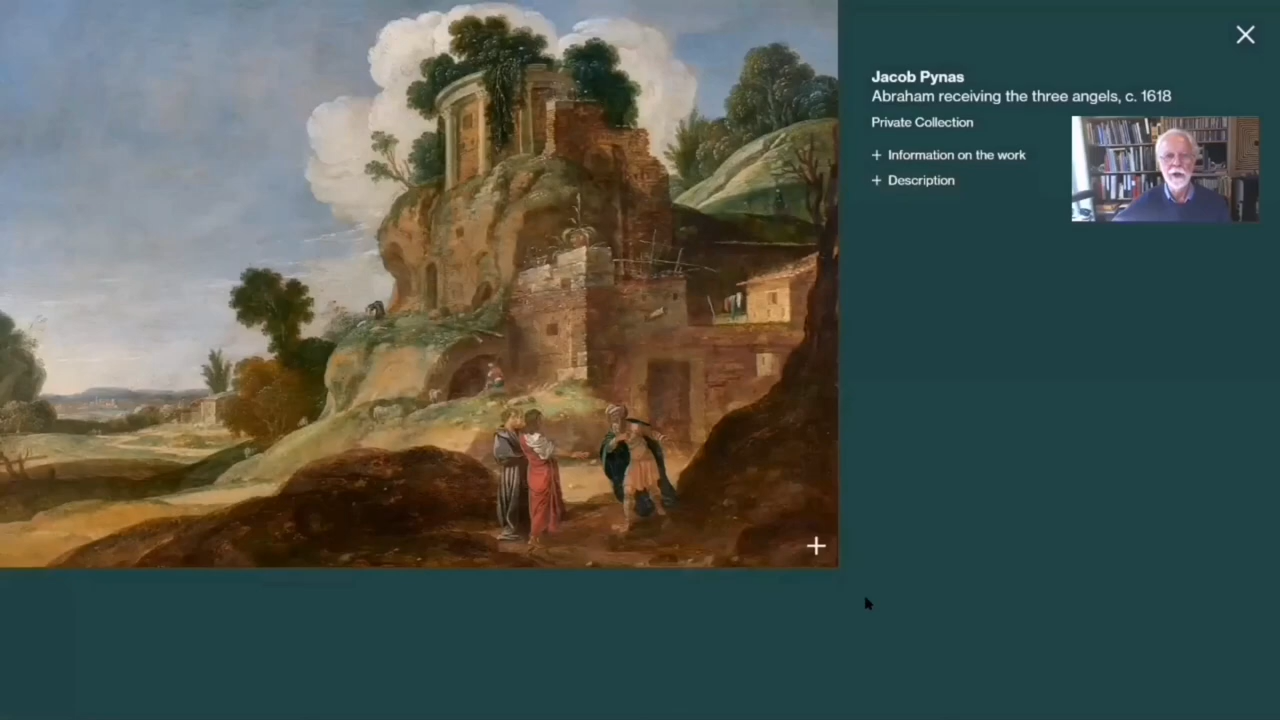 Jacob Pynas
Abraham receiving the three angels, c. 1618
Private Collection
+ Information on the work
+ Description